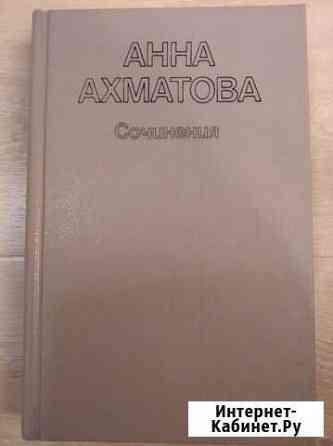 АННА
АХМАТОВА
Сочинения
Интернет-
Кабинет.Ру